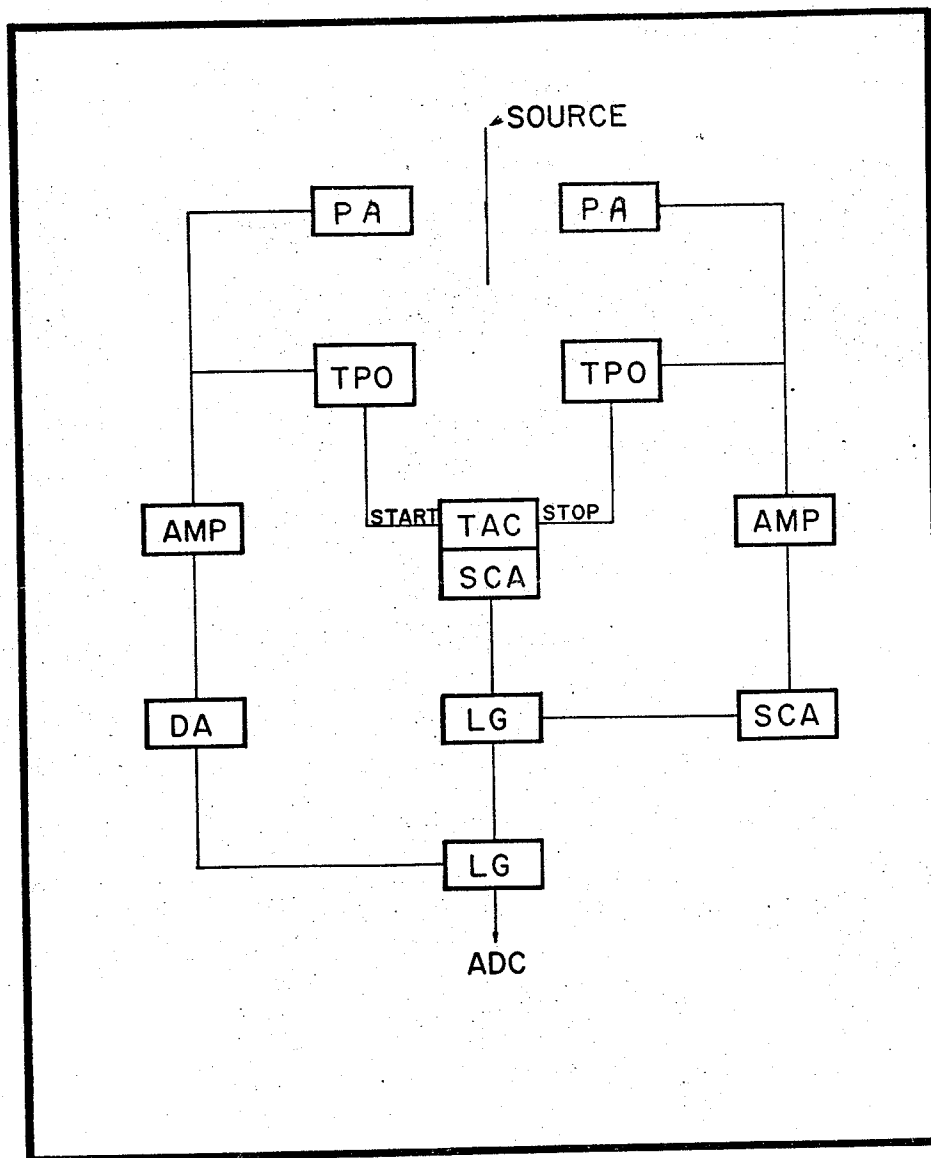 SOURCE
PA
PA
TPO
TPO
START
TAC
STOP
AMP
AMP
SCA
DA
LG
SCA
LG
ADC